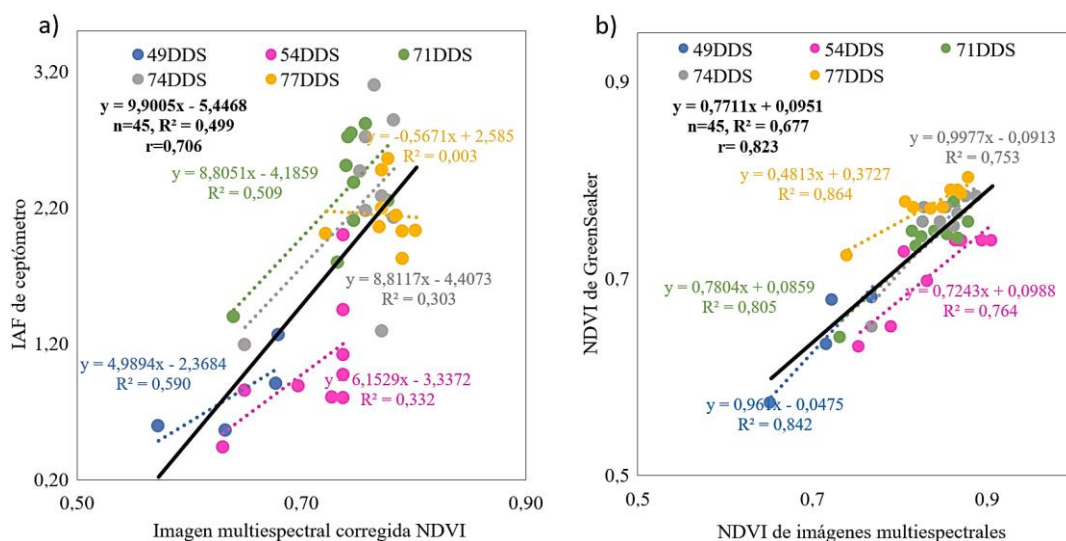 a)
49DDS 54DDS 71DDS
74DDS 77DDS
3,20
y = 9,9005x - 5,4468
n=45, R² = 0,499
r=0,706
y = -0,5671x + 2,585
R² = 0,003
y = 8,8051x - 4,1859
R² = 0,509
2,20
y = 8,8117x - 4,4073
R² = 0,303
1,20
y = 4,9894x - 2,3684
R² = 0,590
y = 6,1529x - 3,3372
R² = 0,332
0,20
0,50 0,70 0,90
IAF de ceptómetro
Imagen multiespectral corregida NDVI
b)
49DDS 54DDS 71DDS
74DDS 77DDS
0,9
y = 0,7711x + 0,0951
n=45, R² = 0,677
r= 0,823
y = 0,9977x - 0,0913
R² = 0,753
y = 0,4813x + 0,3727
R² = 0,864
0,7
y = 0,7804x + 0,0859
R² = 0,805
y = 0,7243x + 0,0988
R² = 0,764
y = 0,961x - 0,0475
R² = 0,842
0,5
0,5 0,7 0,9
NDVI de GreenSeaker
NDVI de imágenes multiespectrales